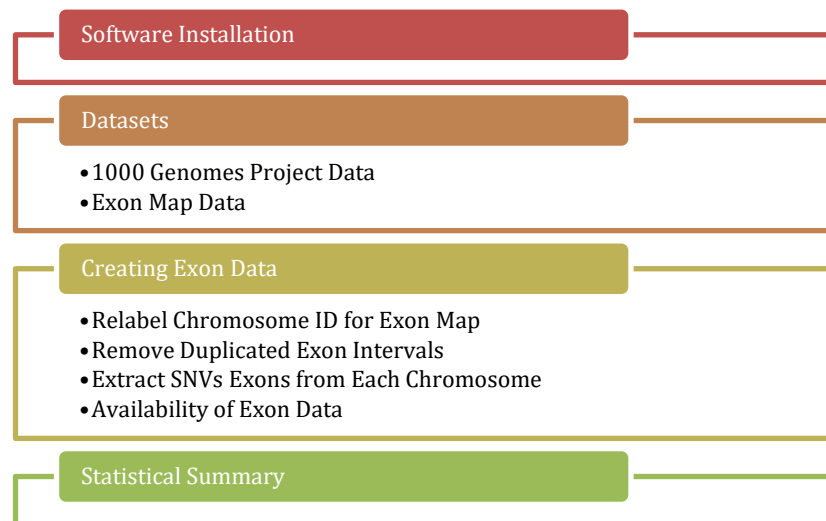 Software Installation
Datasets
•1000 Genomes Project Data
•Exon Map Data
Creating Exon Data
•Relabel Chromosome ID for Exon Map
•Remove Duplicated Exon Intervals
•Extract SNVs Exons from Each Chromosome
•Availability of Exon Data
Statistical Summary